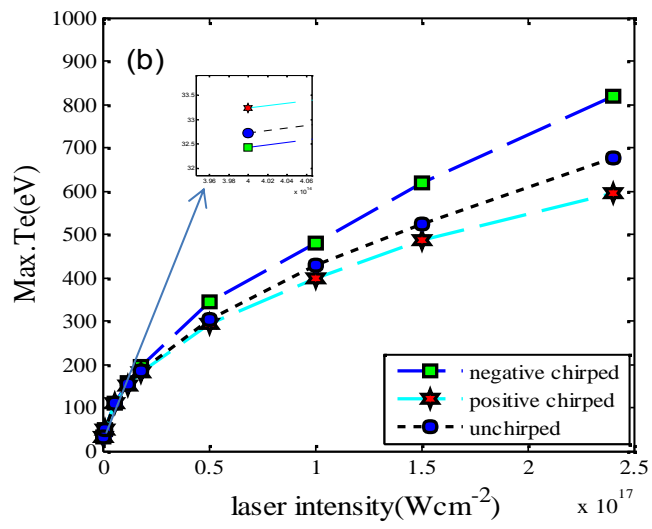 1000
900
800
700
600
500
400
300
200
100
0
Max.Te(eV)
(b)
33.5
33
32.5
32
3.96 3.98 4 4.02 4.04 4.06
negative chirped
positive chirped
unchirped
0 0.5 1 1.5 2 2.5
x 10^17
laser intensity(Wcm^-2)